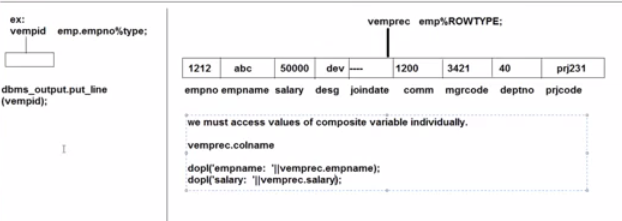 ex:
vempid emp.empno%type;
dbms_output.put_line
(vempid);
vemprec emp%ROWTYPE;
1212 abc 50000 dev ---- 1200 3421 40 prj231
empno empname salary desg joindate comm mgrcode deptno prjcode
we must access values of composite variable individually.
vemprec.colname
dopl('empname: '||vemprec.empname);
dopl('salary: '||vemprec.salary);